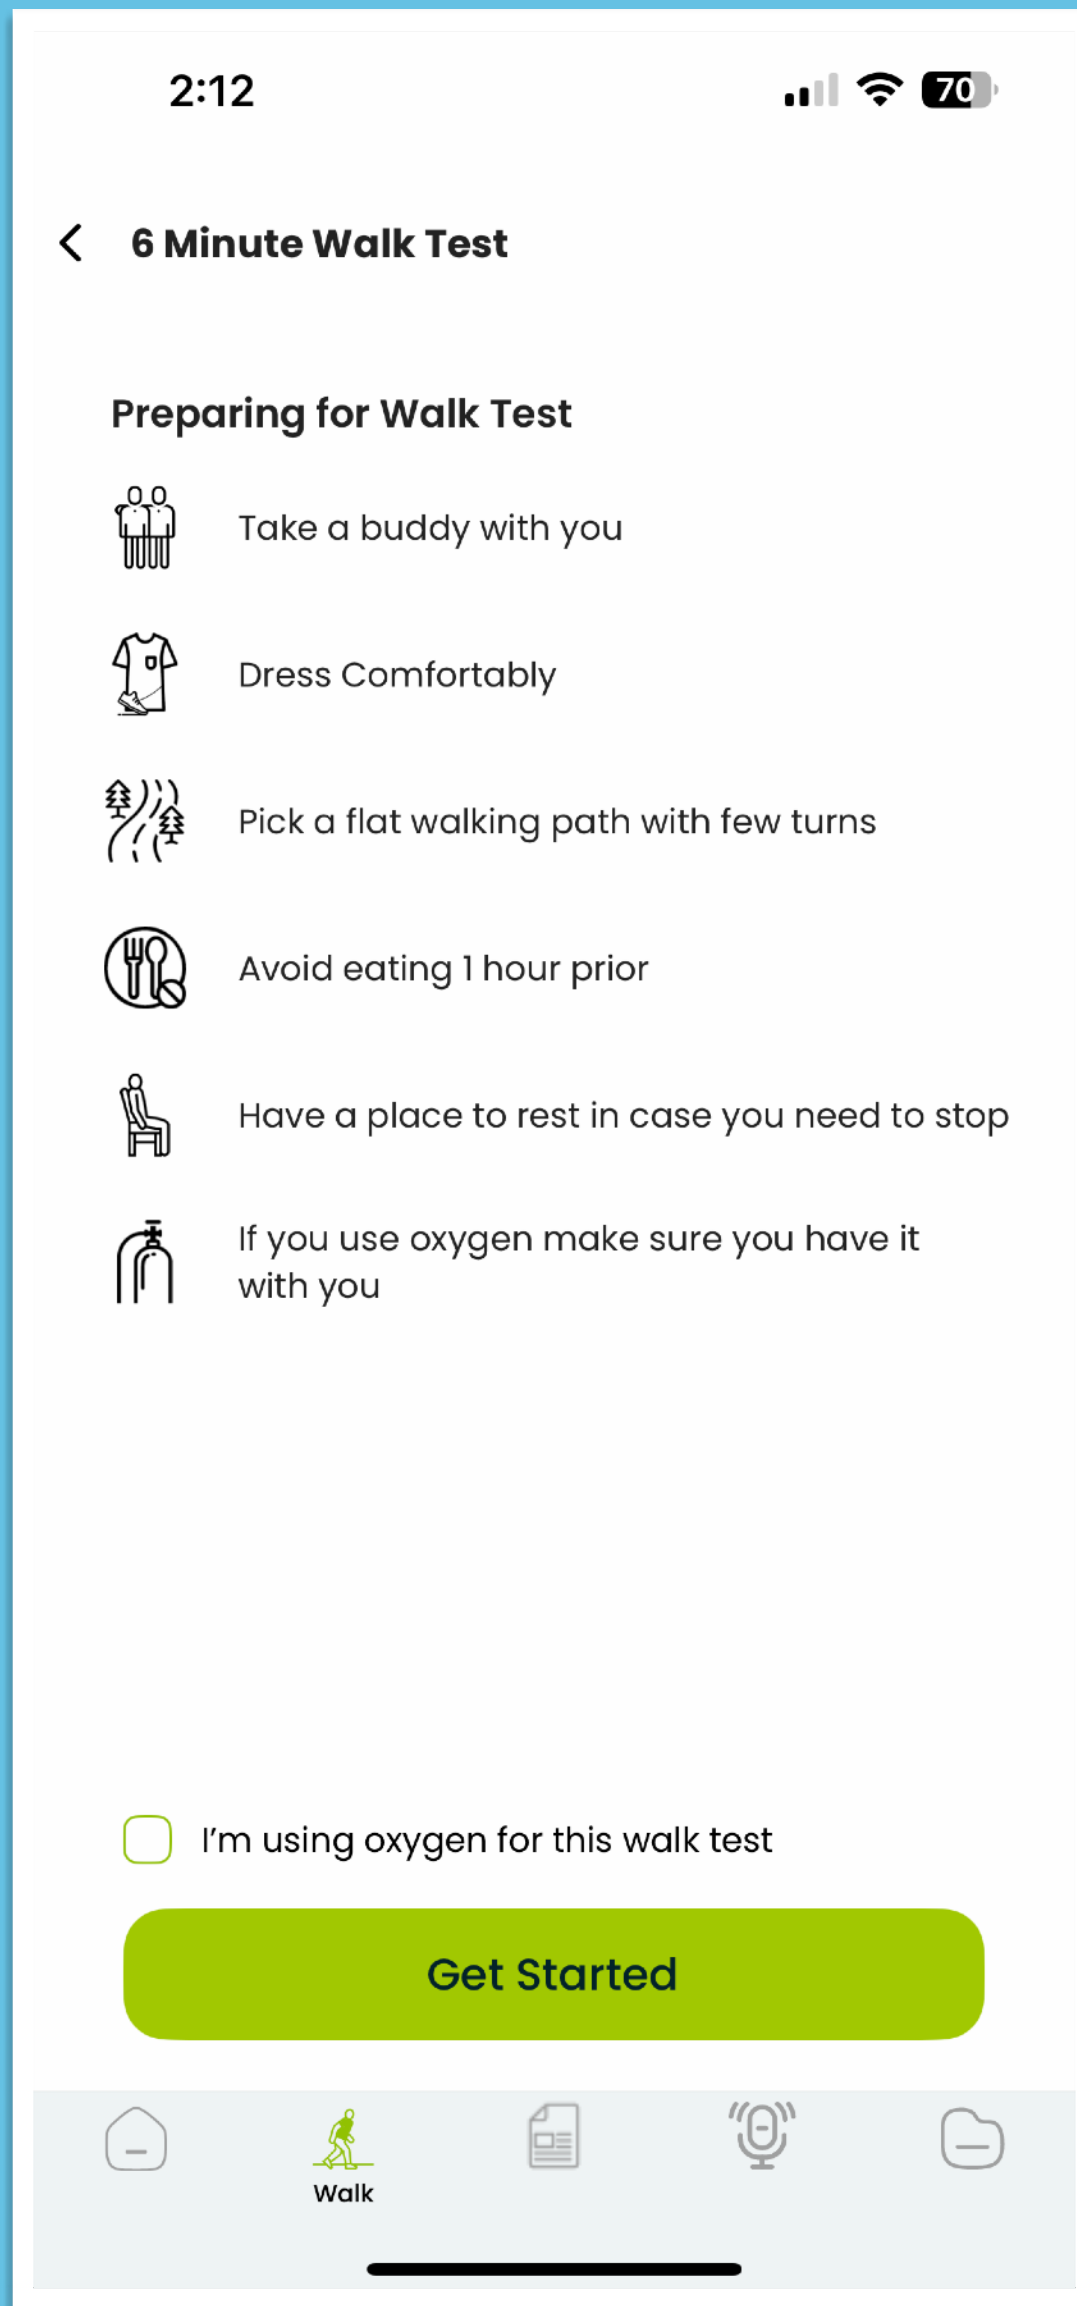 2:12
70
6 Minute Walk Test
Preparing for Walk Test
Take a buddy with you
Dress Comfortably
Pick a flat walking path with few turns
Avoid eating 1 hour prior
Have a place to rest in case you need to stop
If you use oxygen make sure you have it
with you
I'm using oxygen for this walk test
Get Started
Walk